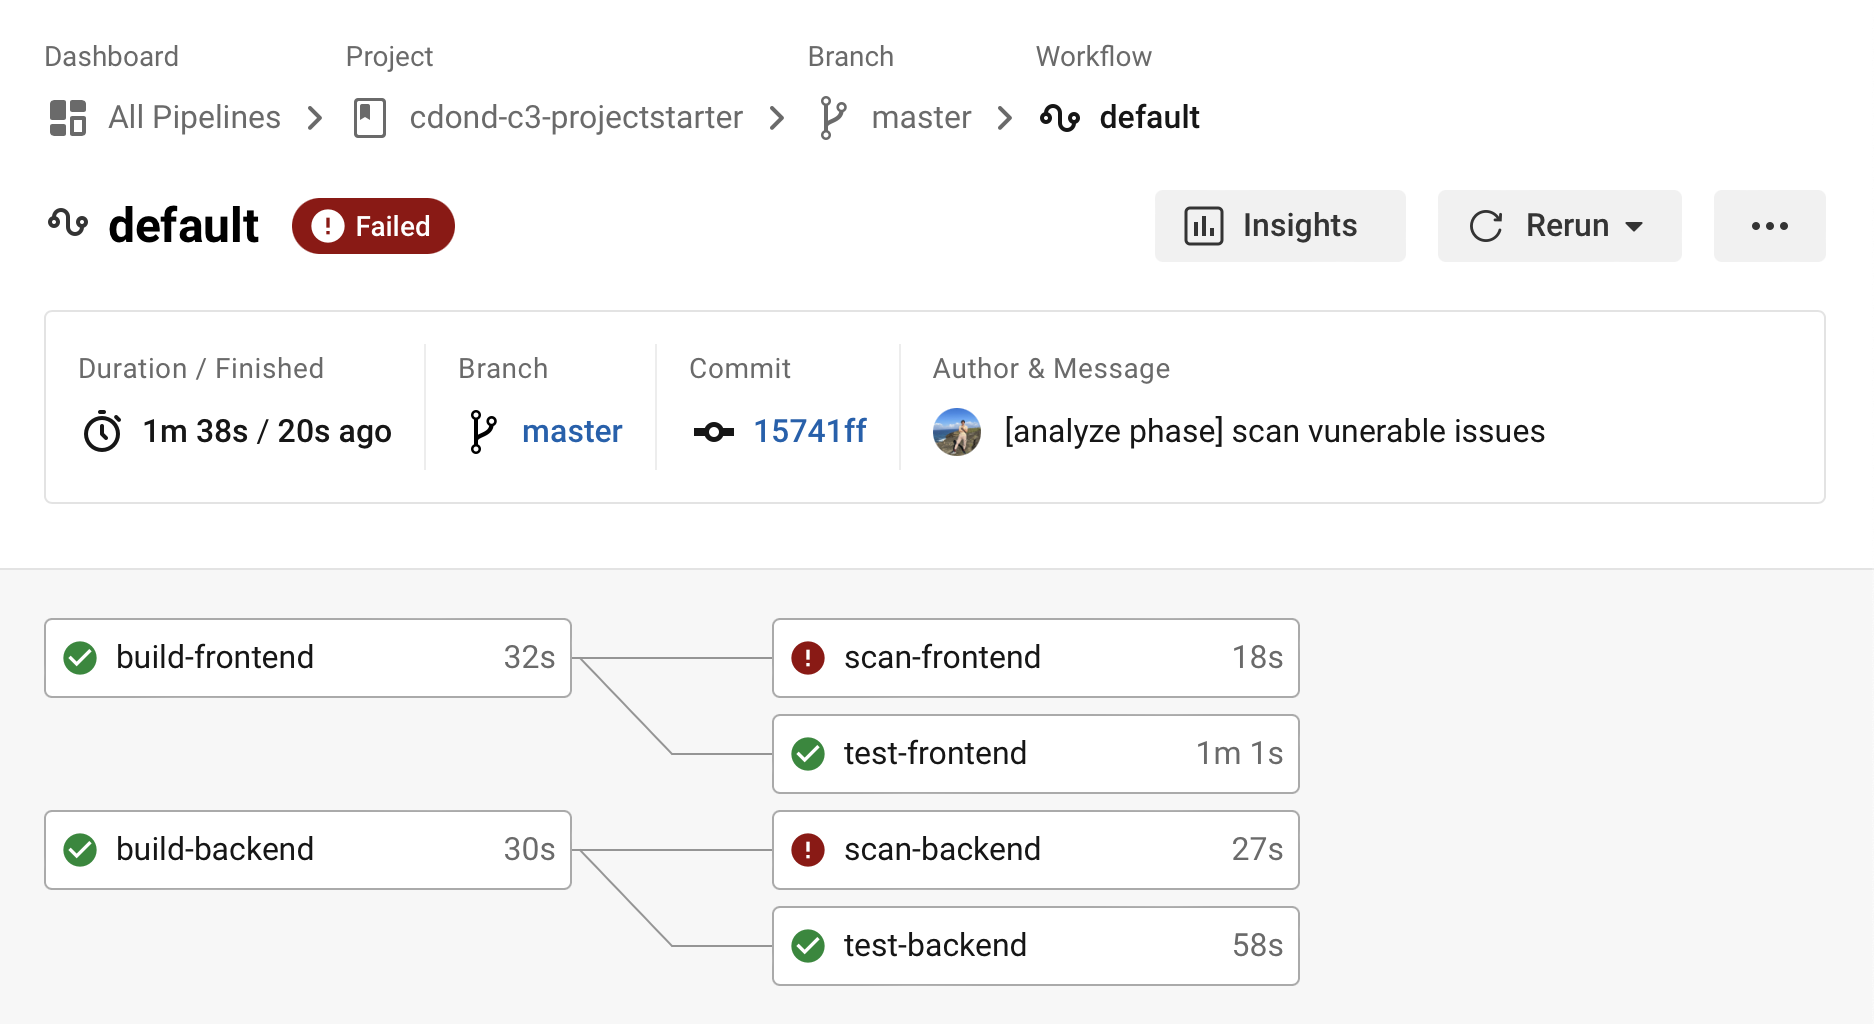 Dashboard Project Branch Workflow
All Pipelines cdond-c3-projectstarter master default
default Failed Insights Rerun
Duration / Finished Branch Commit Author & Message
1m 38s / 20s ago master 15741ff [analyze phase] scan vunerable issues
build-frontend 32s scan-frontend 18s
test-frontend 1m 1s
build-backend 30s scan-backend 27s
test-backend 58s